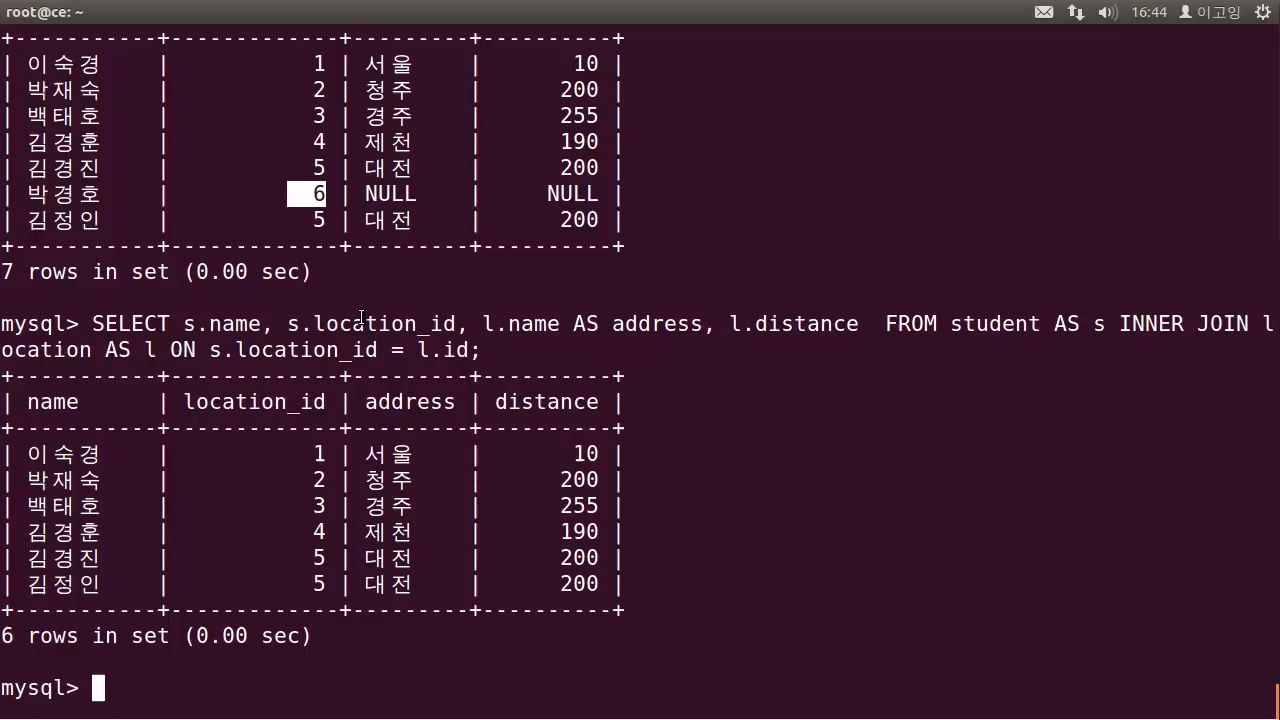 root@ce: ~ 16:44 이고잉
+-----------+-------------+---------+----------+
| 이숙경 | 1 | 서울 | 10 |
| 박재숙 | 2 | 청주 | 200 |
| 백태호 | 3 | 경주 | 255 |
| 김경훈 | 4 | 제천 | 190 |
| 김경진 | 5 | 대전 | 200 |
| 박경호 | 6 | NULL | NULL |
| 김정인 | 5 | 대전 | 200 |
+-----------+-------------+---------+----------+
7 rows in set (0.00 sec)
mysql> SELECT s.name, s.location_id, l.name AS address, l.distance  FROM student AS s INNER JOIN l
ocation AS l ON s.location_id = l.id;
+-----------+-------------+---------+----------+
| name | location_id | address | distance |
+-----------+-------------+---------+----------+
| 이숙경 | 1 | 서울 | 10 |
| 박재숙 | 2 | 청주 | 200 |
| 백태호 | 3 | 경주 | 255 |
| 김경훈 | 4 | 제천 | 190 |
| 김경진 | 5 | 대전 | 200 |
| 김정인 | 5 | 대전 | 200 |
+-----------+-------------+---------+----------+
6 rows in set (0.00 sec)
mysql>